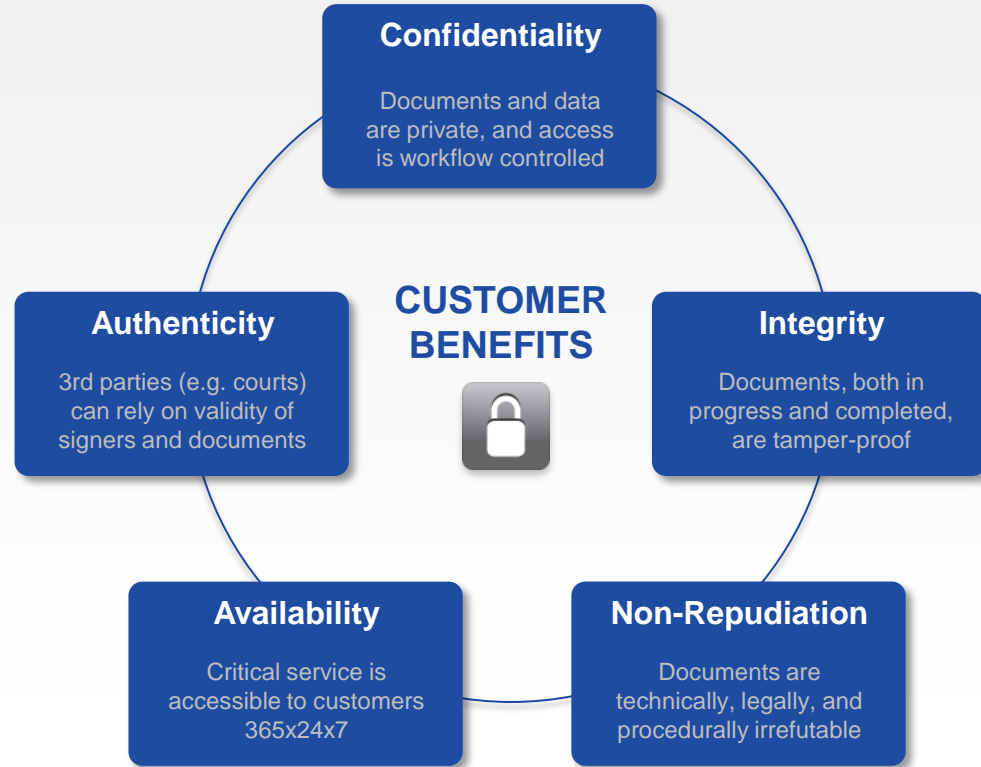 Confidentiality
Documents and data
are private, and access
is workflow controlled
CUSTOMER
BENEFITS
Authenticity
3rd parties (e.g. courts)
can rely on validity of
signers and documents
Integrity
Documents, both in
progress and completed,
are tamper-proof
Availability
Critical service is
accessible to customers
365x24x7
Non-Repudiation
Documents are
technically, legally, and
procedurally irrefutable